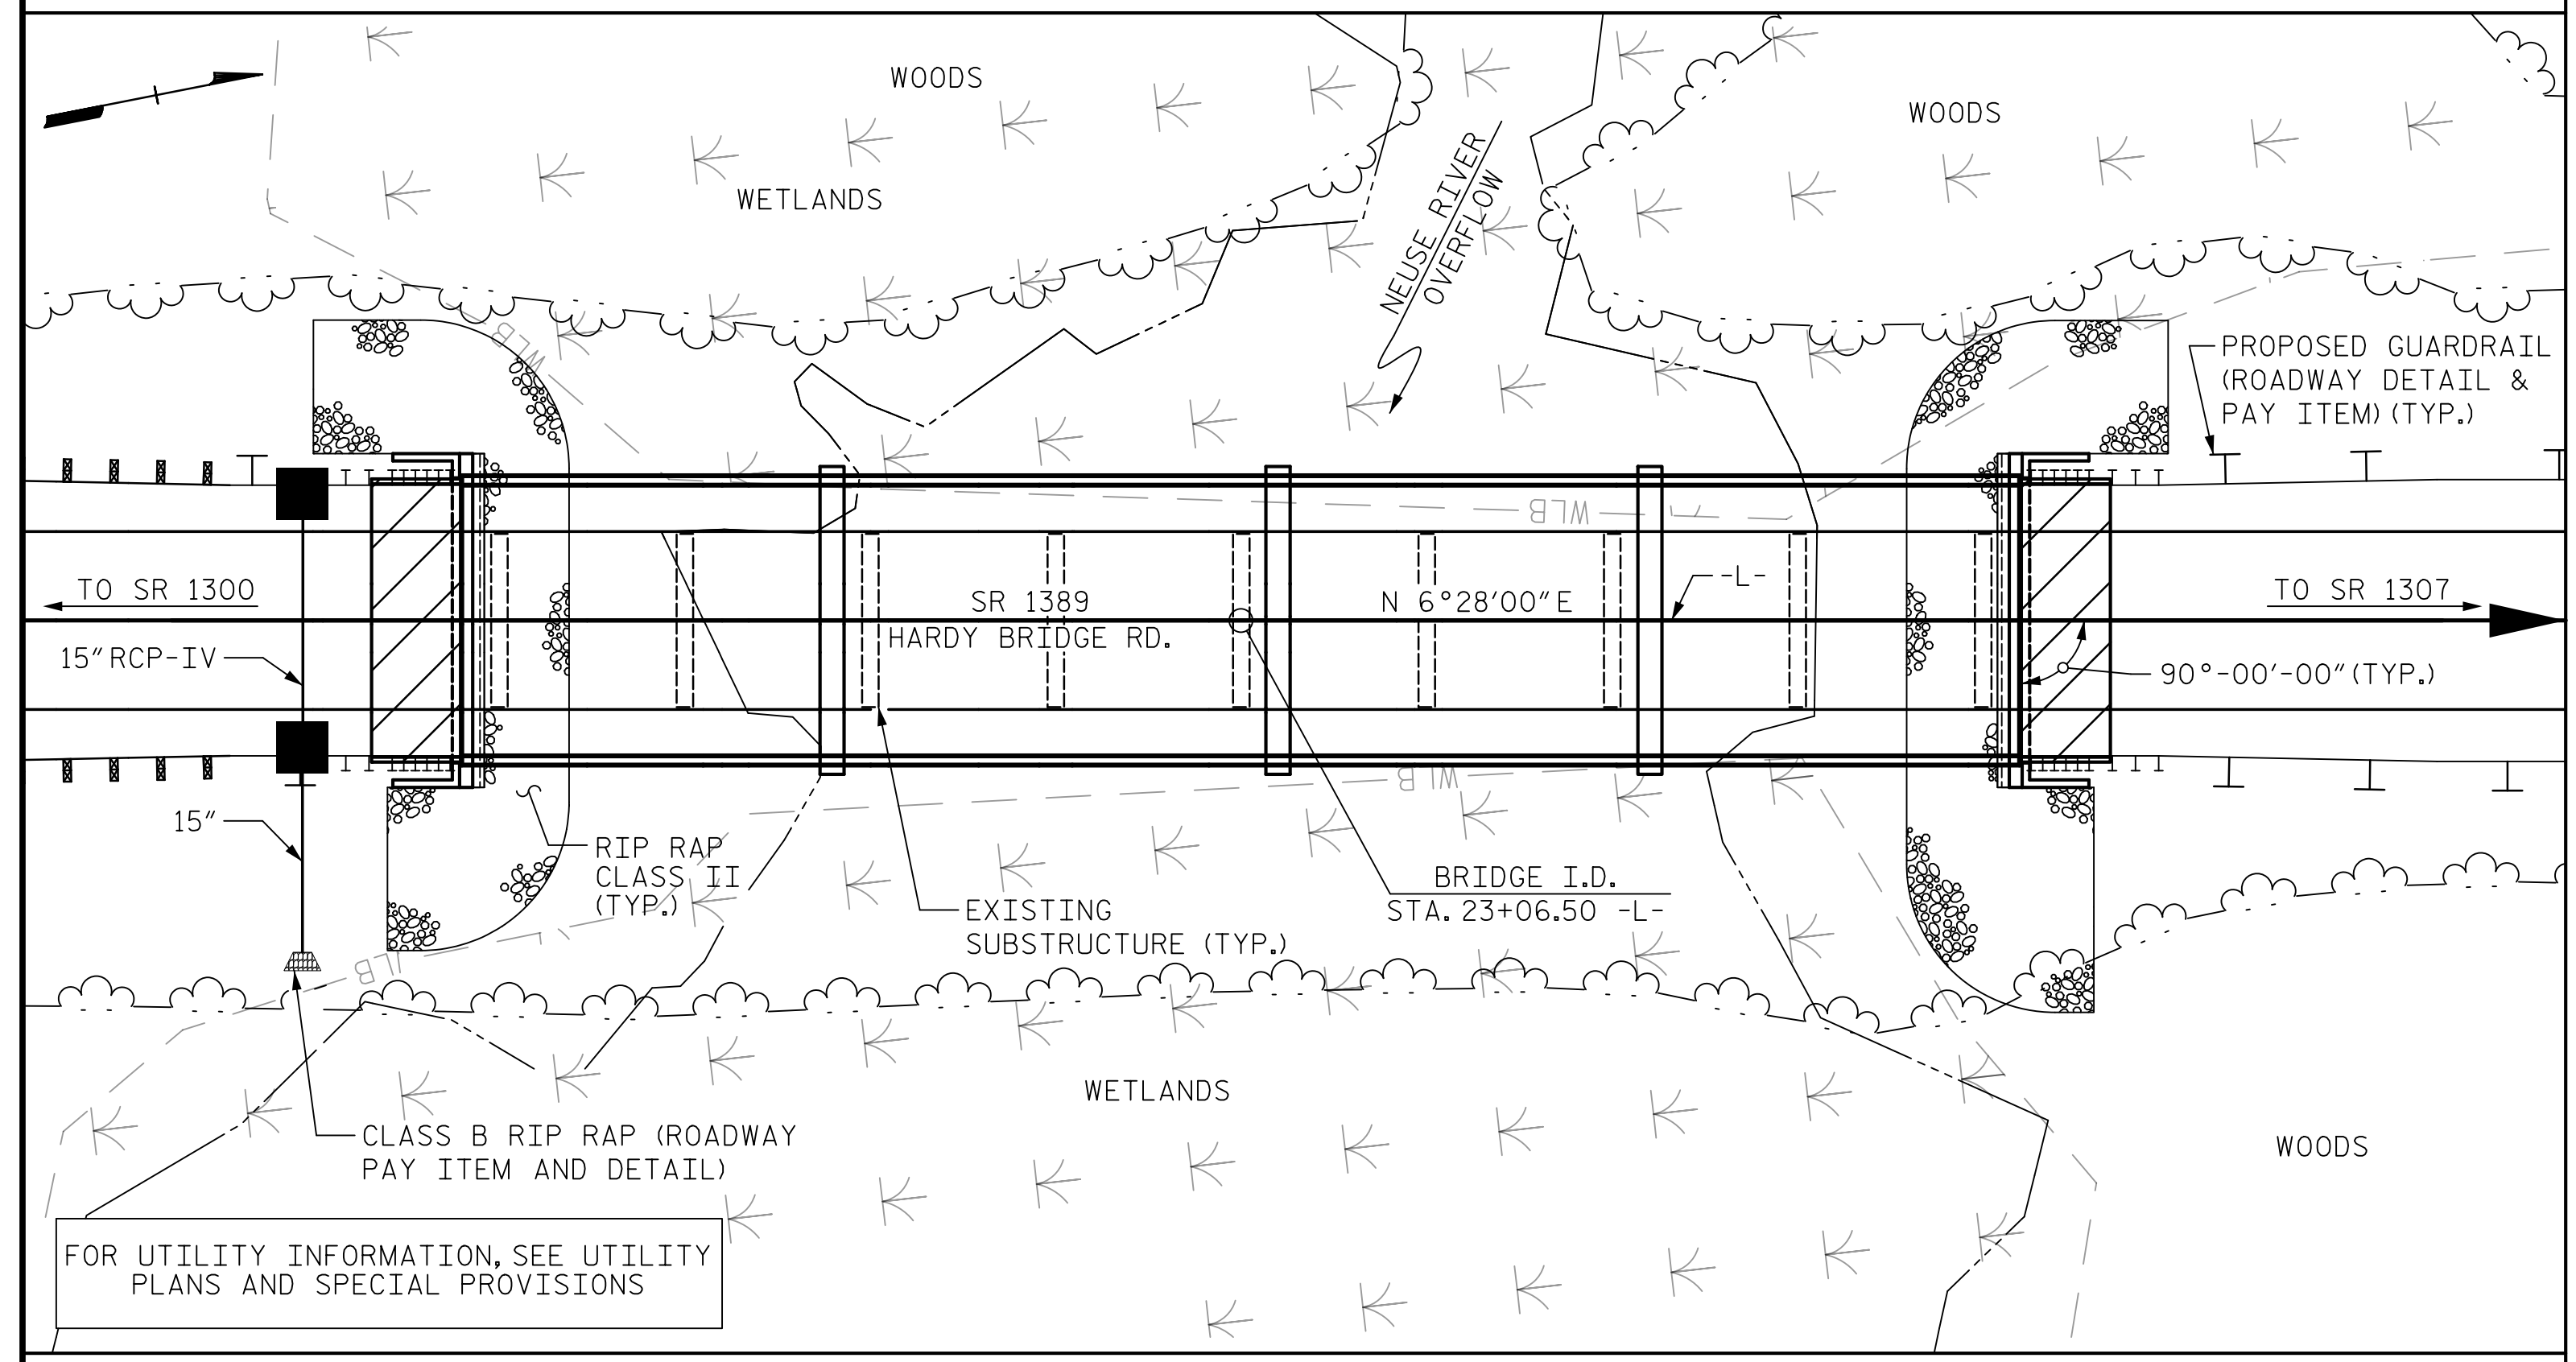 WOODS
WOODS
WETLANDS
NEUSE RIVER
OVERFLOW
WLB
PROPOSED GUARDRAIL
(ROADWAY DETAIL &
PAY ITEM) (TYP.)
WLB
TO SR 1300
SR 1389
HARDY BRIDGE RD.
N 6°28'00" E
-L-
TO SR 1307
15" RCP-IV
90°-00'-00" (TYP.)
WLB
15"
RIP RAP
CLASS II
(TYP.)
BRIDGE I.D.
STA. 23+06.50 -L-
EXISTING
SUBSTRUCTURE (TYP.)
WLB
WETLANDS
CLASS B RIP RAP (ROADWAY
PAY ITEM AND DETAIL)
WOODS
FOR UTILITY INFORMATION, SEE UTILITY
PLANS AND SPECIAL PROVISIONS